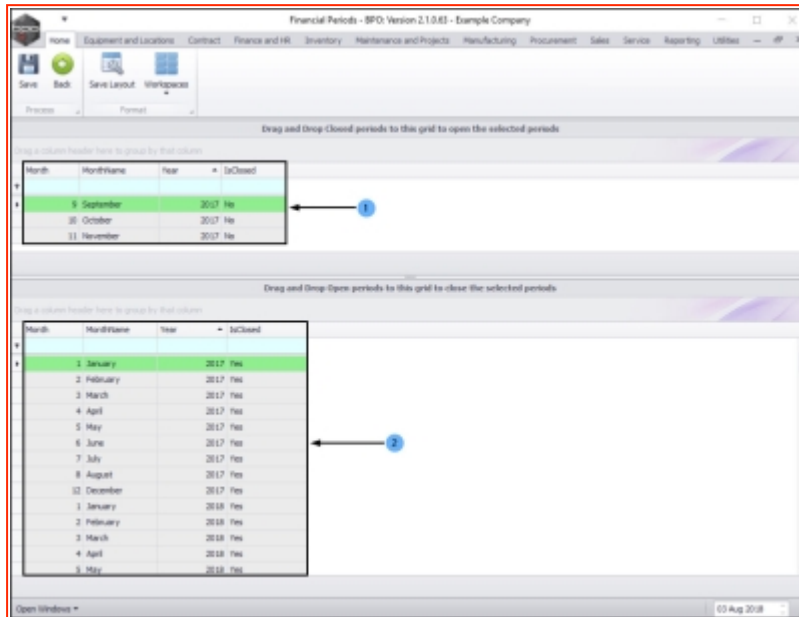 Financial Periods - BPO: Version 2.1.0.63 - Example Company
Home Equipment and Locations Contract Finance and HR Inventory Maintenance and Projects Manufacturing Procurement Sales Service Reporting Utilities
Save Back Save Layout Workspaces
Process Format
Drag and Drop Closed periods to this grid to open the selected periods
Drag a column header here to group by that column
Month MonthName Year IsClosed
9 September 2017 No
10 October 2017 No
11 November 2017 No
1
Drag and Drop Open periods to this grid to close the selected periods
Drag a column header here to group by that column
Month MonthName Year IsClosed
1 January 2017 Yes
2 February 2017 Yes
3 March 2017 Yes
4 April 2017 Yes
5 May 2017 Yes
6 June 2017 Yes
7 July 2017 Yes
8 August 2017 Yes
12 December 2017 Yes
1 January 2018 Yes
2 February 2018 Yes
3 March 2018 Yes
4 April 2018 Yes
5 May 2018 Yes
2
Open Windows
03 Aug 2018